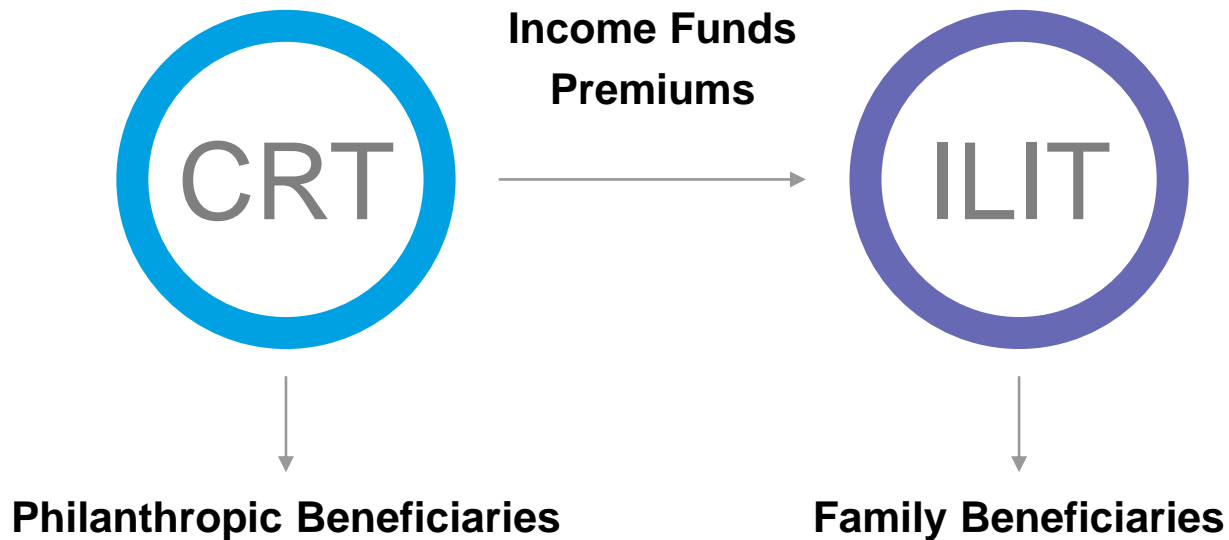 Income Funds
Premiums
CRT
ILIT
Philanthropic Beneficiaries
Family Beneficiaries